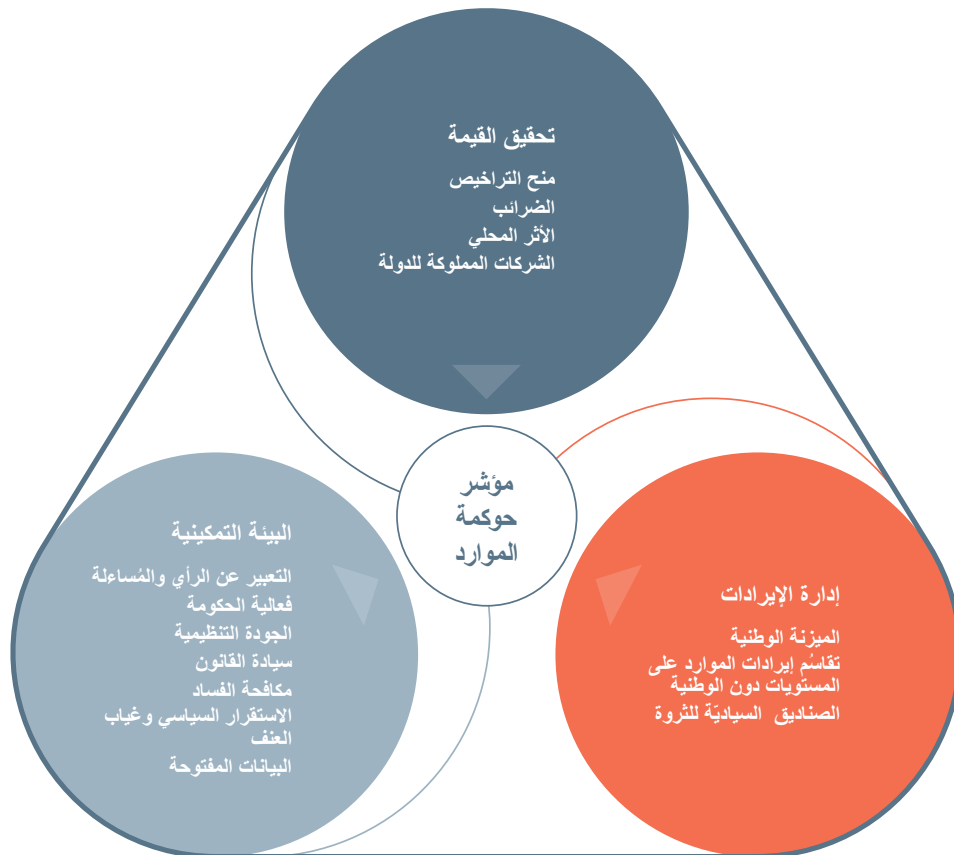 تحقيق القيمة
منح التراخيص
الضرائب
الأثر المحلي
الشركات المملوكة للدولة
مؤشر
حوكمة
الموارد
إدارة الإيرادات
الميزنة الوطنية
تقاسُم إيرادات الموارد على
المستويات دون الوطنية
الصناديق السياديّة للثروة
البيئة التمكينية
التعبير عن الرأي والمُساءلة
فعالية الحكومة
الجودة التنظيمية
سيادة القانون
مكافحة الفساد
الاستقرار السياسي وغياب
العنف
البيانات المفتوحة